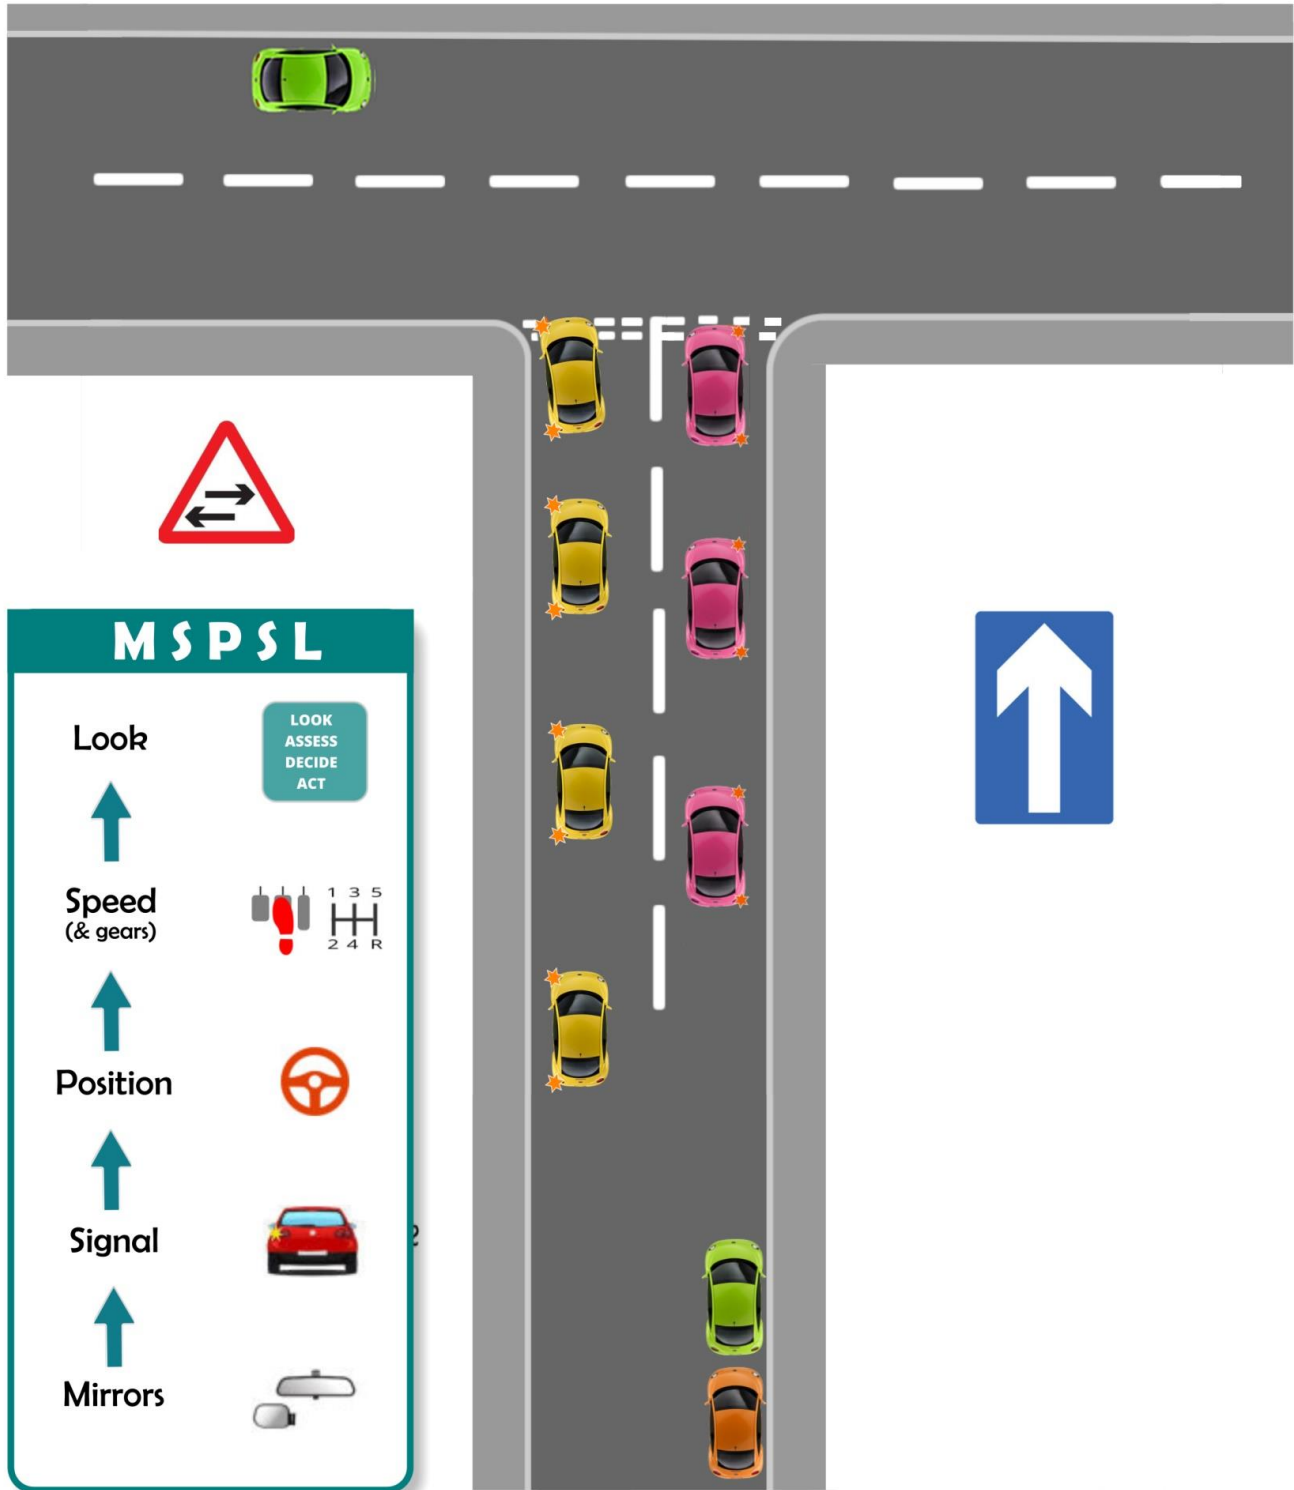 MSPSL
Look
LOOK
ASSESS
DECIDE
ACT
Speed
(& gears)
1 3 5
2 4 R
Position
Signal
Mirrors